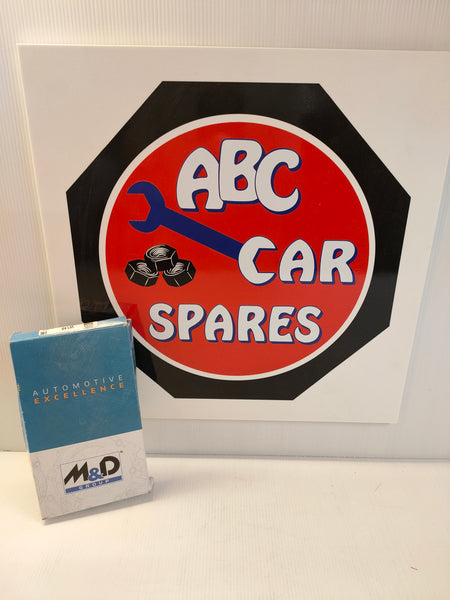 ABC
CAR
SPARES
AUTOMOTIVE
EXCELLENCE
M&D
GROUP